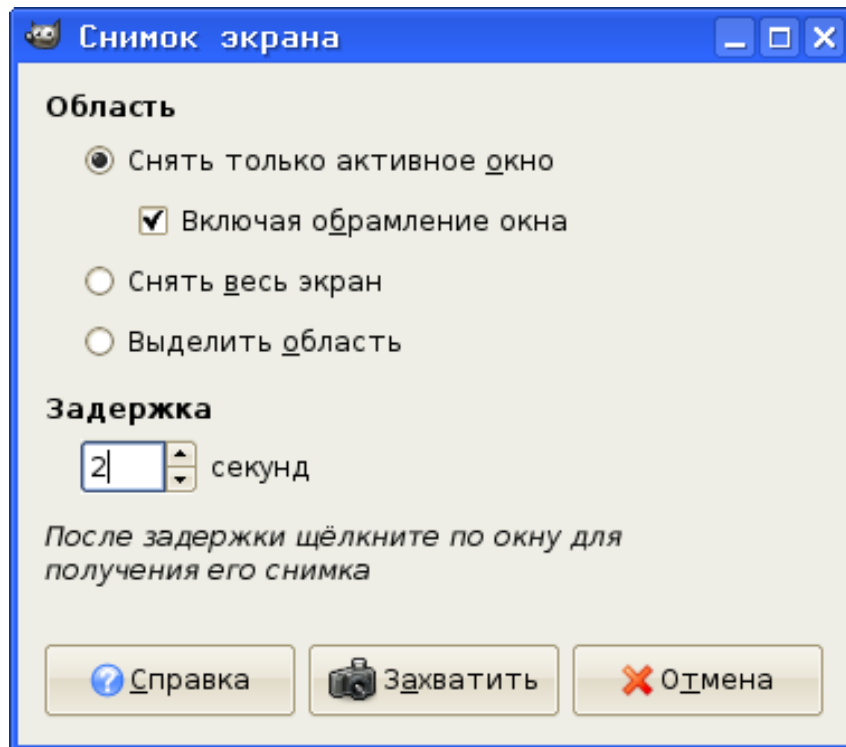 Снимок экрана
Область
Снять только активное окно
Включая обрамление окна
Снять весь экран
Выделить область
Задержка
2 секунд
После задержки щёлкните по окну для
получения его снимка
Справка Захватить Отмена